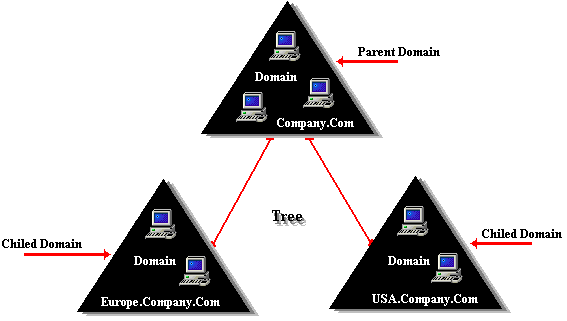 Parent Domain
Domain
Company.Com
Tree
Chiled Domain
Domain
Europe.Company.Com
Chiled Domain
Domain
USA.Company.Com